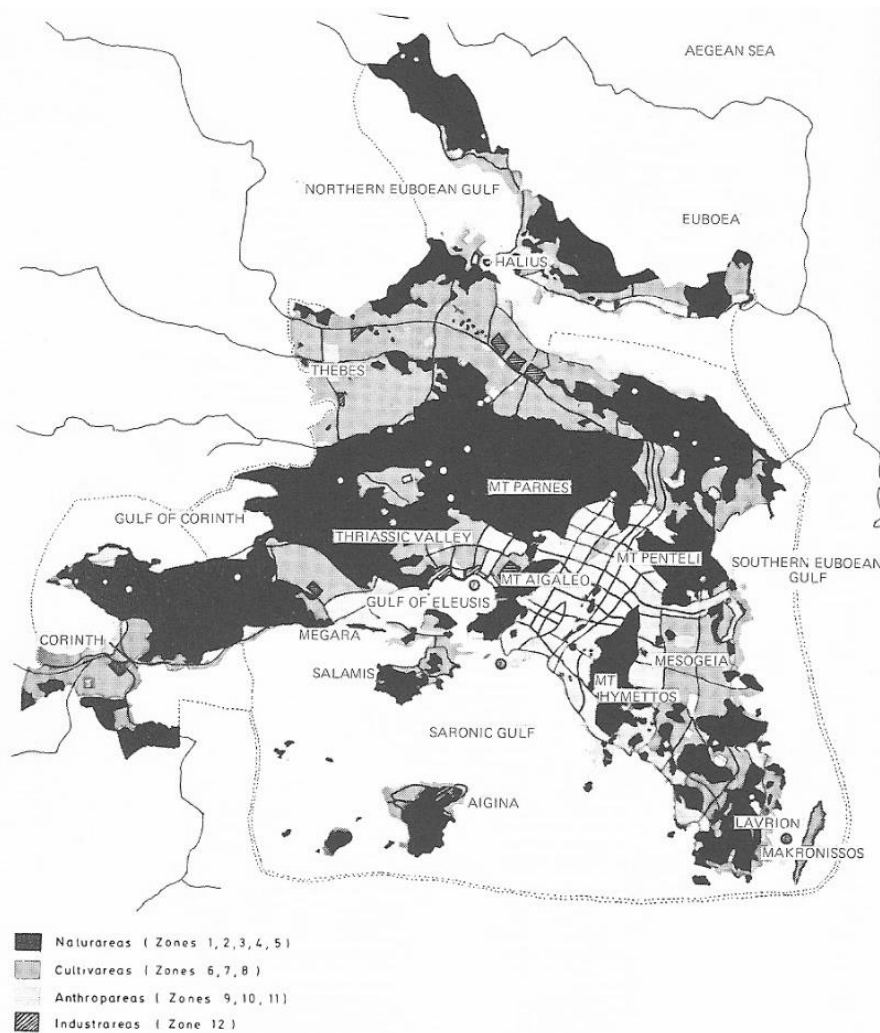 AEGEAN SEA
NORTHERN EUBOEAN GULF
EUBOEA
HALIUS
THEBES
MT PARNES
GULF OF CORINTH
THRIASSIC VALLEY
MT PENTELI
SOUTHERN EUBOEAN
GULF
MT AIGALEO
GULF OF ELEUSIS
MEGARA
CORINTH
MESOGEIA
SALAMIS
MT
HYMETTOS
SARONIC GULF
AIGINA
LAVRION
MAKRONISSOS
Naturareas ( Zones 1, 2, 3, 4, 5)
Cultivareas ( Zones 6, 7, 8 )
Anthropareas ( Zones 9, 10, 11)
Industrareas ( Zone 12 )